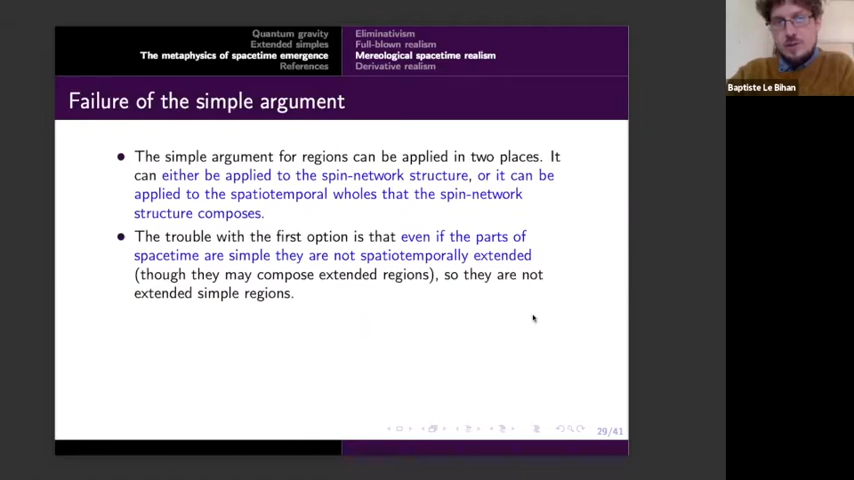 Quantum gravity
Extended simples
The metaphysics of spacetime emergence
References
Eliminativism
Full-blown realism
Mereological spacetime realism
Derivative realism
Failure of the simple argument
The simple argument for regions can be applied in two places. It
can either be applied to the spin-network structure, or it can be
applied to the spatiotemporal wholes that the spin-network
structure composes.
The trouble with the first option is that even if the parts of
spacetime are simple they are not spatiotemporally extended
(though they may compose extended regions), so they are not
extended simple regions.
29/41
Baptiste Le Bihan